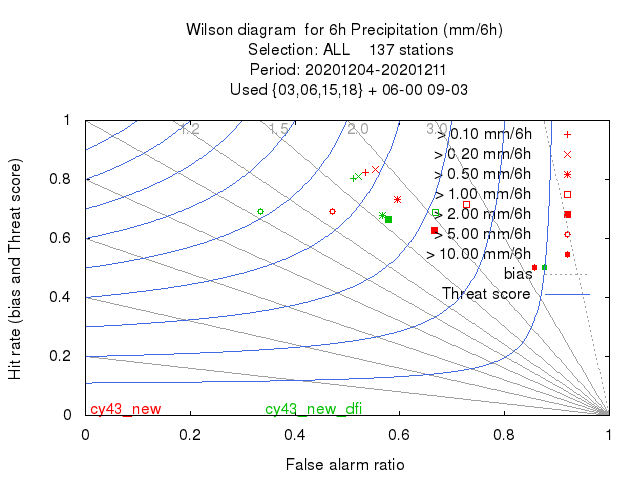 Wilson diagram  for 6h Precipitation (mm/6h)
Selection: ALL    137 stations
Period: 20201204-20201211
Used {03,06,15,18} + 06-00 09-03
1.2 1.5 2.0 3.0
> 0.10 mm/6h
> 0.20 mm/6h
> 0.50 mm/6h
> 1.00 mm/6h
> 2.00 mm/6h
> 5.00 mm/6h
> 10.00 mm/6h
bias
Threat score
Hit rate (bias and Threat score)
1
0.8
0.6
0.4
0.2
0
cy43_new cy43_new_dfi
0 0.2 0.4 0.6 0.8 1
False alarm ratio